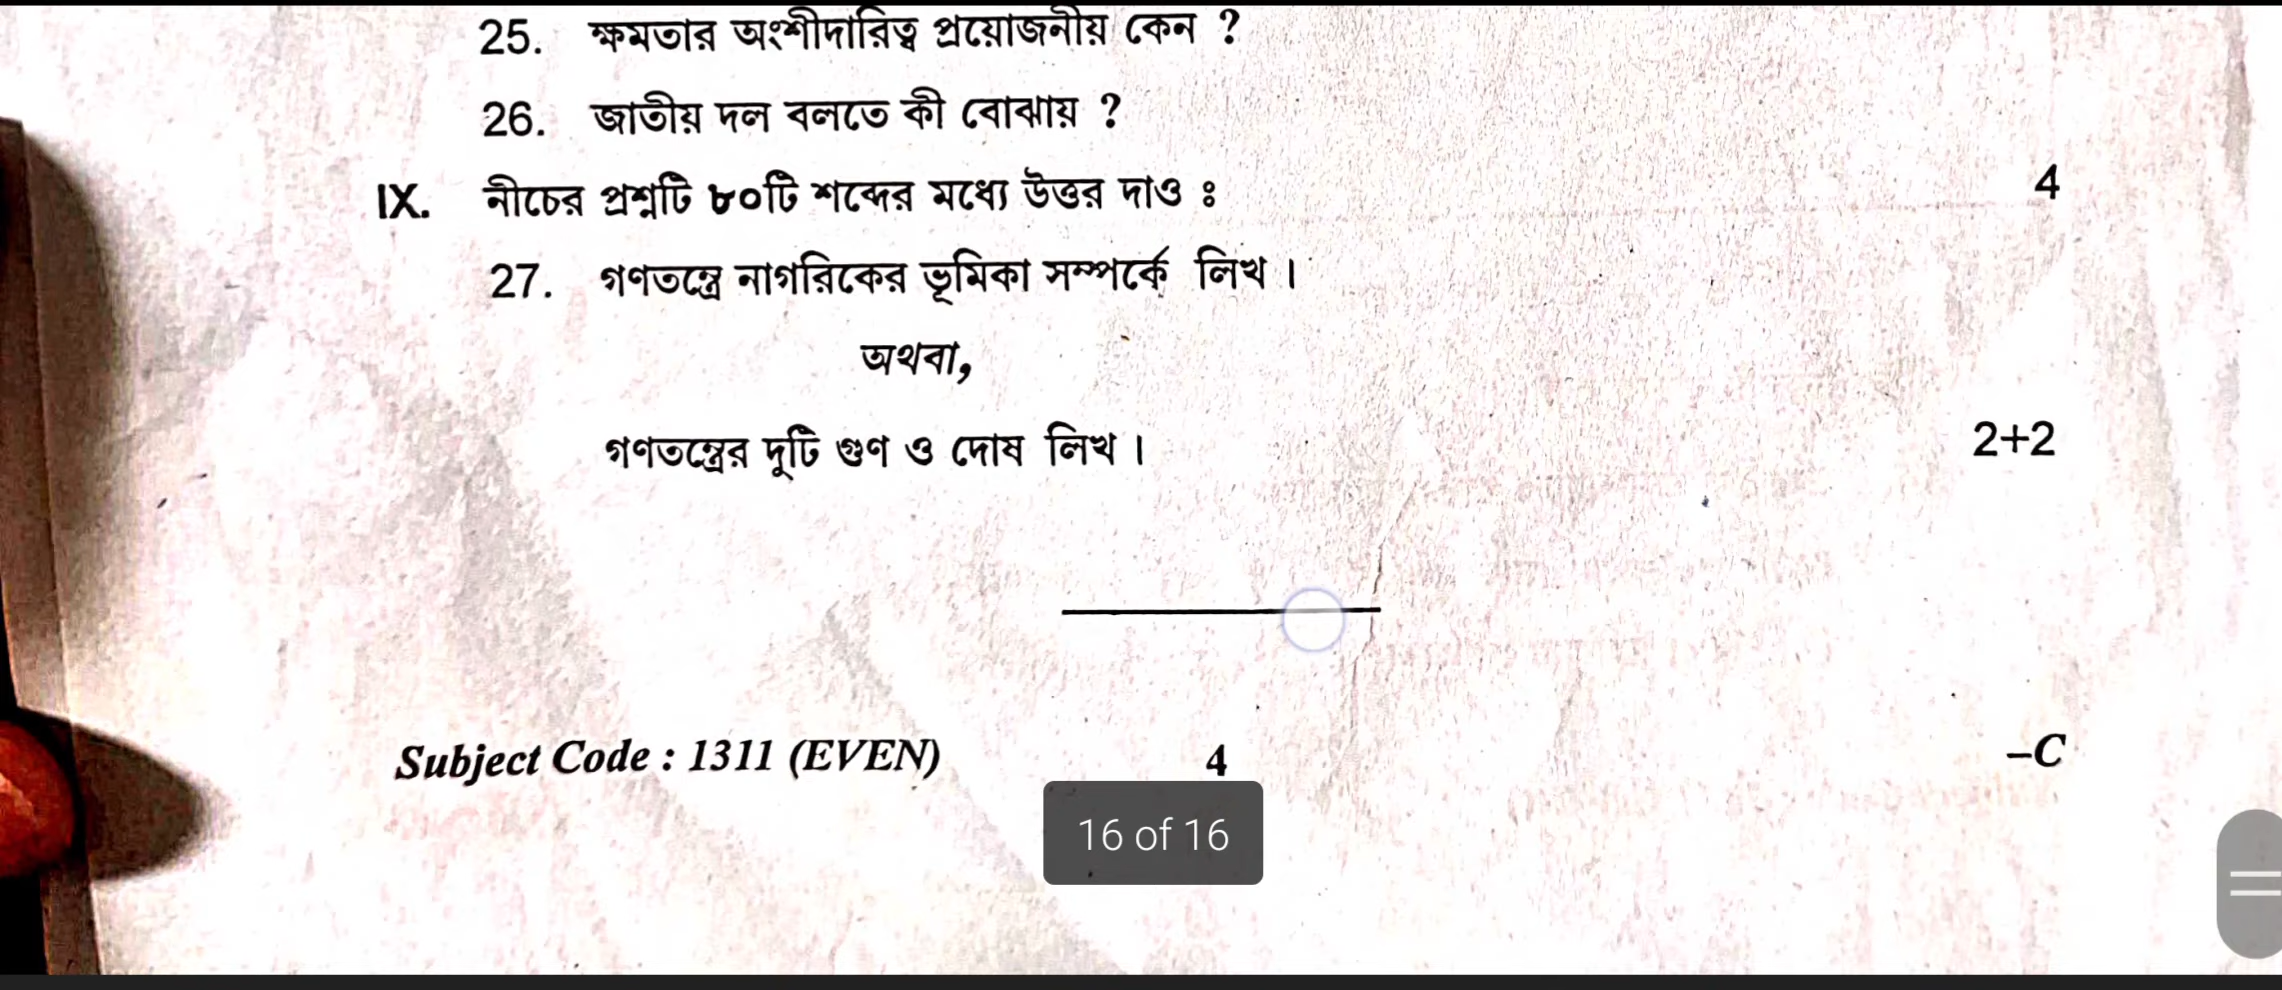 25. ক্ষমতার অংশীদারিত্ব প্রয়োজনীয় কেন ?
26. জাতীয় দল বলতে কী বোঝায় ?
IX. নীচের প্রশ্নটি ৮০টি শব্দের মধ্যে উত্তর দাও ঃ 4
27. গণতন্ত্রে নাগরিকের ভূমিকা সম্পর্কে লিখ ।
অথবা,
গণতন্ত্রের দুটি গুণ ও দোষ লিখ । 2+2
Subject Code : 1311 (EVEN) 4 –C
16 of 16